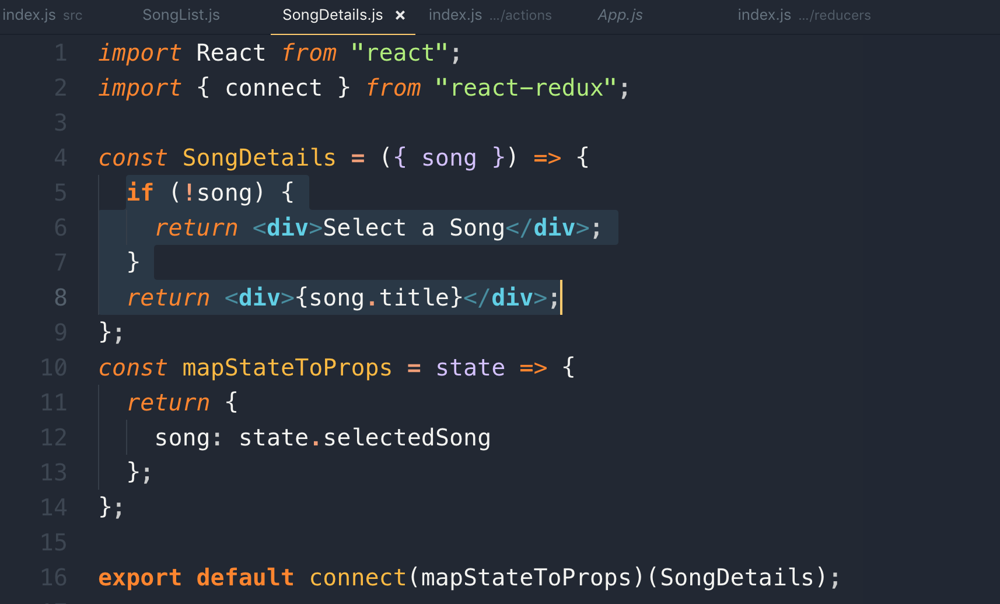 index.js src SongList.js SongDetails.js × index.js .../actions App.js index.js .../reducers
1 import React from "react";
2 import { connect } from "react-redux";
3
4 const SongDetails = ({ song }) => {
5 if (!song) {
6 return <div>Select a Song</div>;
7 }
8 return <div>{song.title}</div>;
9 };
10 const mapStateToProps = state => {
11 return {
12 song: state.selectedSong
13 };
14 };
15
16 export default connect(mapStateToProps)(SongDetails);